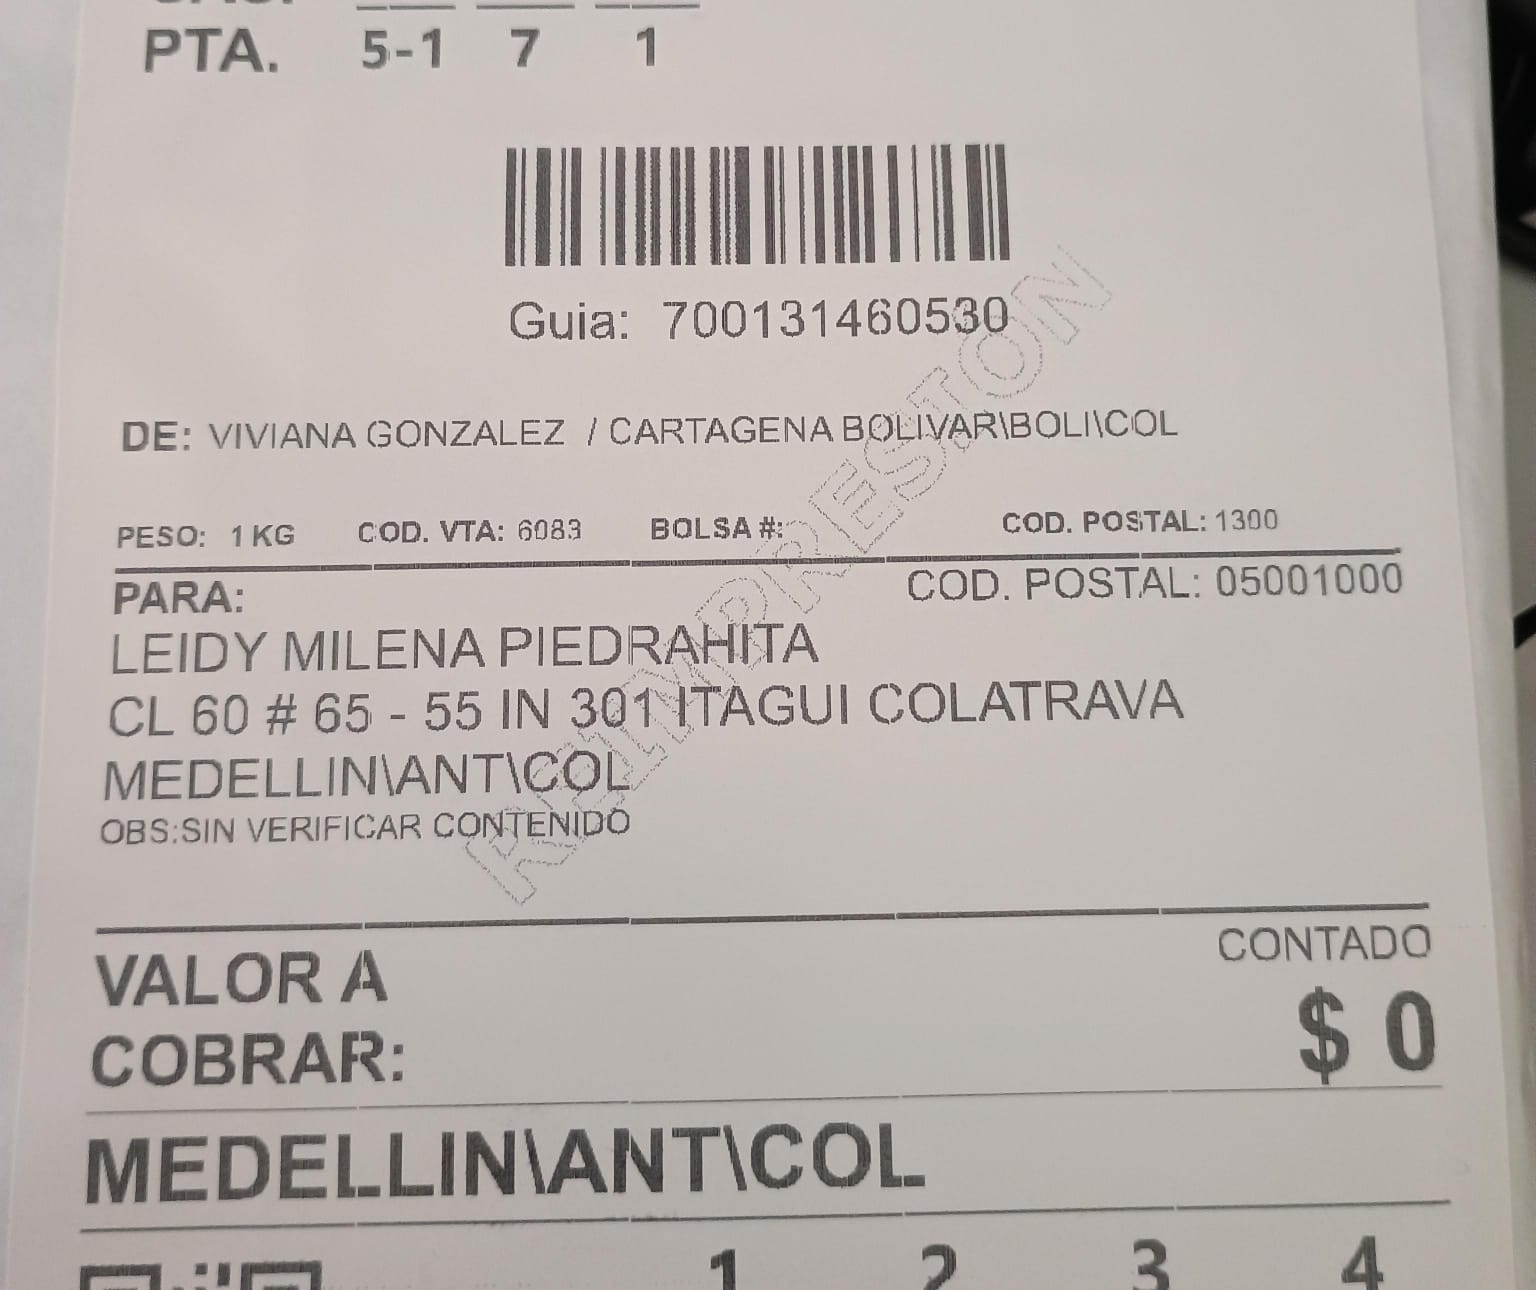 PTA. 5-1 7 1
Guia: 700131460530
DE: VIVIANA GONZALEZ / CARTAGENA BOLIVAR\BOLI\COL
PESO: 1 KG COD. VTA: 6083 BOLSA #: COD. POSTAL: 1300
PARA: COD. POSTAL: 05001000
LEIDY MILENA PIEDRAHITA
CL 60 # 65 - 55 IN 301 ITAGUI COLATRAVA
MEDELLIN\ANT\COL
OBS:SIN VERIFICAR CONTENIDO
REIMPRESION
VALOR A
COBRAR:
CONTADO
$ 0
MEDELLIN\ANT\COL
1 2 3 4